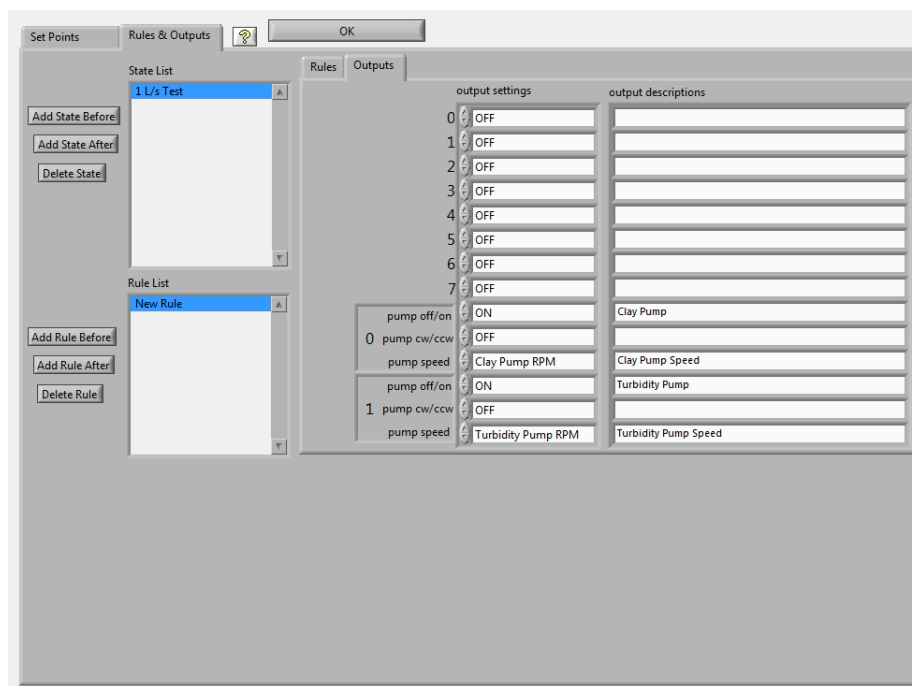 Set Points
Rules & Outputs
?
OK
State List
1 L/s Test
Add State Before
Add State After
Delete State
Rule List
New Rule
Add Rule Before
Add Rule After
Delete Rule
Rules
Outputs
output settings
output descriptions
0 OFF
1 OFF
2 OFF
3 OFF
4 OFF
5 OFF
6 OFF
7 OFF
pump off/on ON Clay Pump
0 pump cw/ccw OFF
pump speed Clay Pump RPM Clay Pump Speed
pump off/on ON Turbidity Pump
1 pump cw/ccw OFF
pump speed Turbidity Pump RPM Turbidity Pump Speed